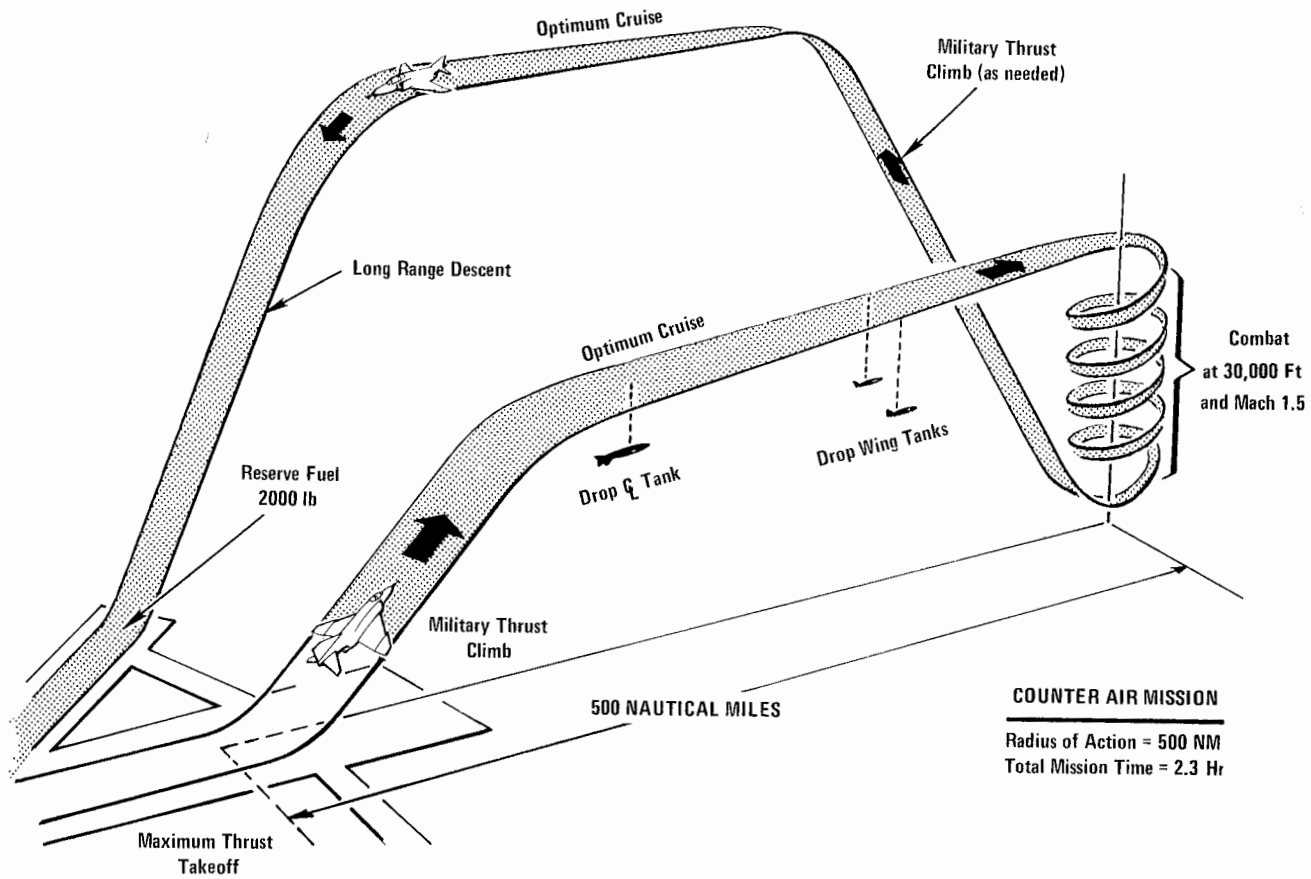 Optimum Cruise
Military Thrust
Climb (as needed)
Long Range Descent
Optimum Cruise
Combat
at 30,000 Ft
and Mach 1.5
Drop Wing Tanks
Drop ℄ Tank
Reserve Fuel
2000 lb
Military Thrust
Climb
500 NAUTICAL MILES
COUNTER AIR MISSION
Radius of Action = 500 NM
Total Mission Time = 2.3 Hr
Maximum Thrust
Takeoff